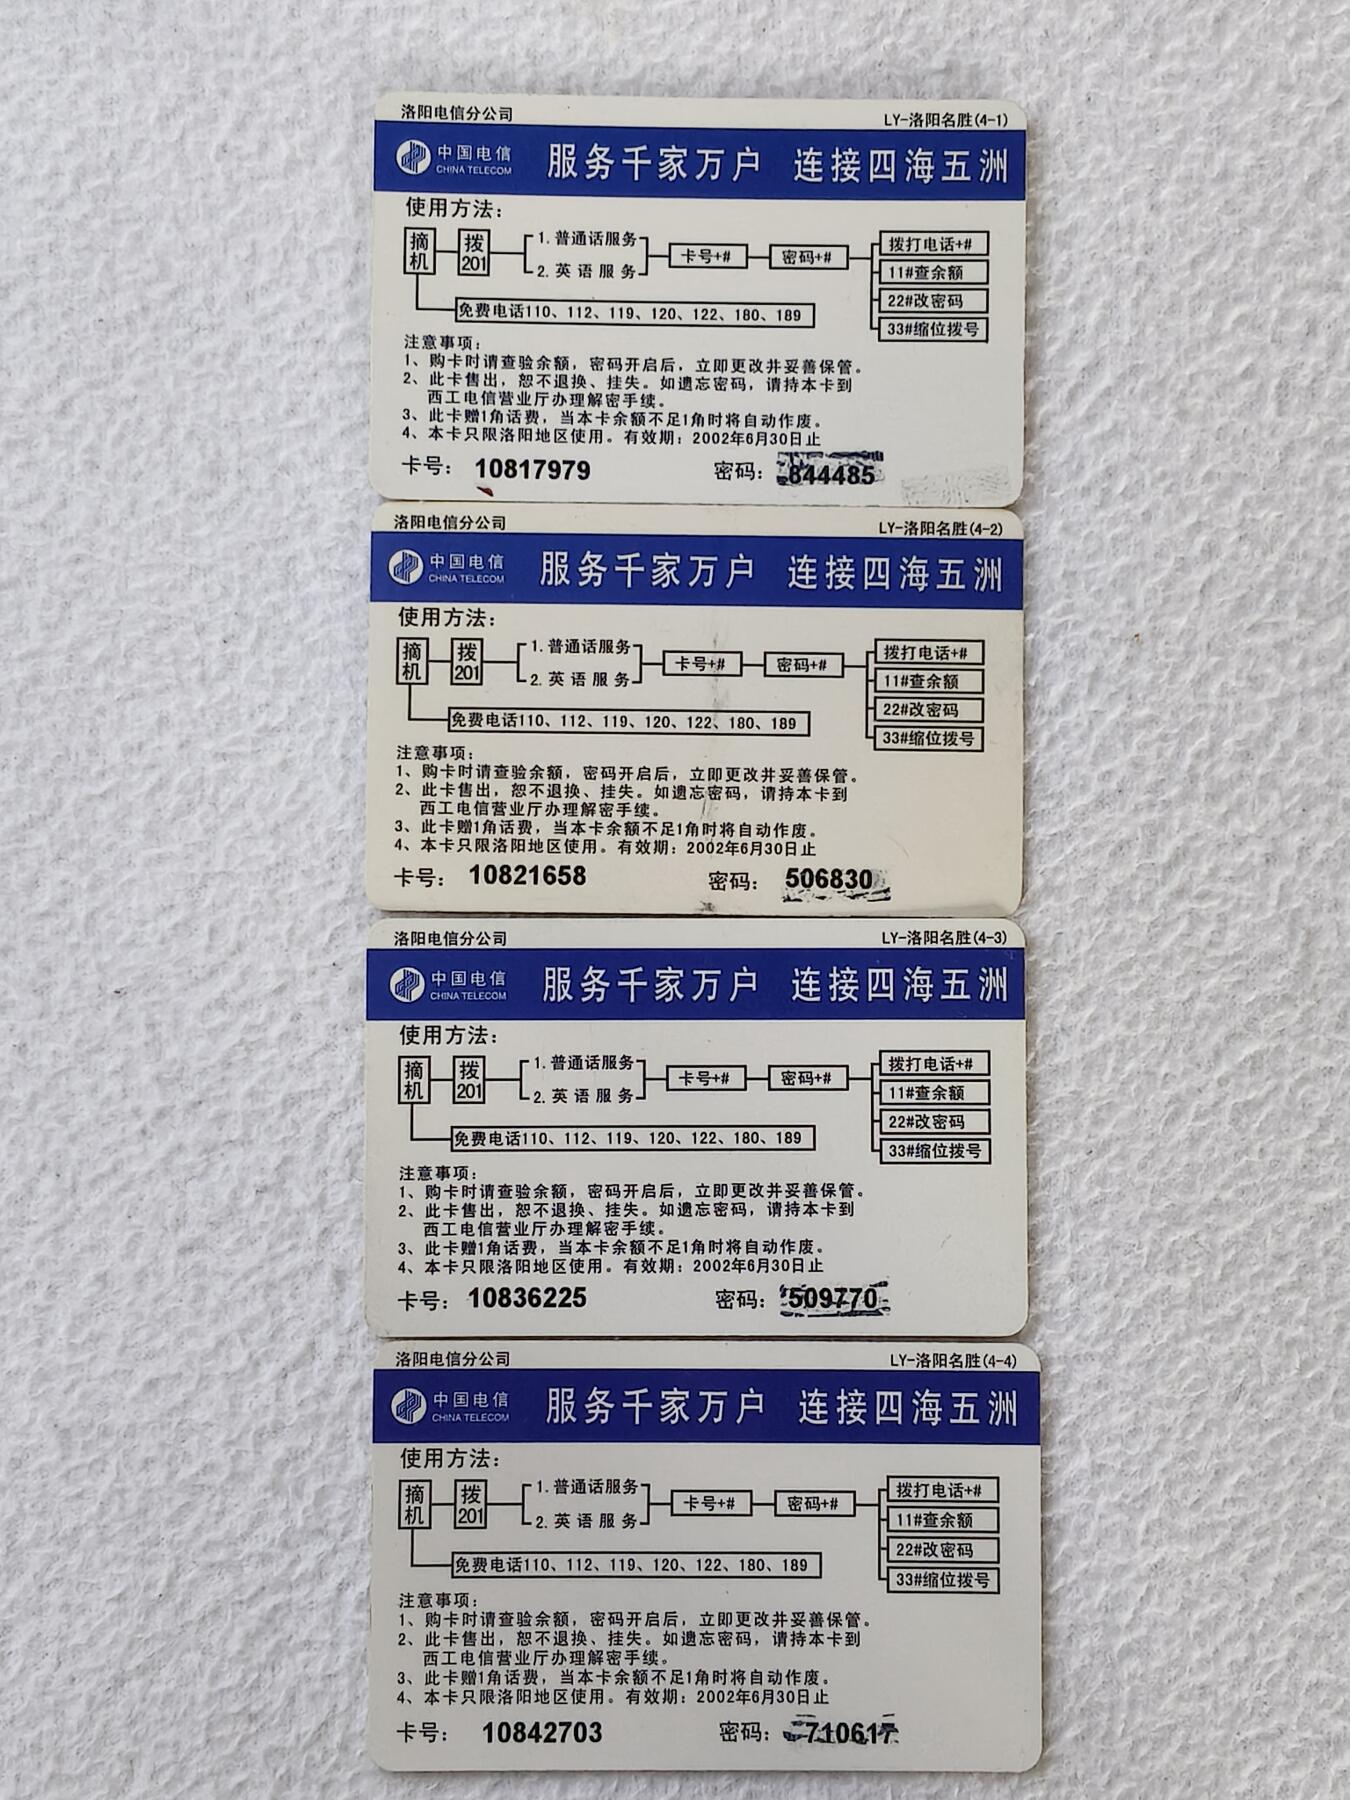 洛阳电信分公司 LY-洛阳名胜(4-1)
中国电信 CHINA TELECOM 服务千家万户 连接四海五洲
使用方法：
摘机 拨201 1. 普通话服务 2. 英语服务 卡号+# 密码+# 拨打电话+#
11#查余额
22#改密码
免费电话110、112、119、120、122、180、189
33#缩位拨号
注意事项：
1、购卡时请查验余额，密码开启后，立即更改并妥善保管。
2、此卡售出，恕不退换、挂失。如遗忘密码，请持本卡到
西工电信营业厅办理解密手续。
3、此卡赠1角话费，当本卡余额不足1角时将自动作废。
4、本卡只限洛阳地区使用。有效期：2002年6月30日止
卡号： 10817979 密码： 844485
洛阳电信分公司 LY-洛阳名胜(4-2)
中国电信 CHINA TELECOM 服务千家万户 连接四海五洲
使用方法：
摘机 拨201 1. 普通话服务 2. 英语服务 卡号+# 密码+# 拨打电话+#
11#查余额
22#改密码
免费电话110、112、119、120、122、180、189
33#缩位拨号
注意事项：
1、购卡时请查验余额，密码开启后，立即更改并妥善保管。
2、此卡售出，恕不退换、挂失。如遗忘密码，请持本卡到
西工电信营业厅办理解密手续。
3、此卡赠1角话费，当本卡余额不足1角时将自动作废。
4、本卡只限洛阳地区使用。有效期：2002年6月30日止
卡号： 10821658 密码： 506830
洛阳电信分公司 LY-洛阳名胜(4-3)
中国电信 CHINA TELECOM 服务千家万户 连接四海五洲
使用方法：
摘机 拨201 1. 普通话服务 2. 英语服务 卡号+# 密码+# 拨打电话+#
11#查余额
22#改密码
免费电话110、112、119、120、122、180、189
33#缩位拨号
注意事项：
1、购卡时请查验余额，密码开启后，立即更改并妥善保管。
2、此卡售出，恕不退换、挂失。如遗忘密码，请持本卡到
西工电信营业厅办理解密手续。
3、此卡赠1角话费，当本卡余额不足1角时将自动作废。
4、本卡只限洛阳地区使用。有效期：2002年6月30日止
卡号： 10836225 密码： 509770
洛阳电信分公司 LY-洛阳名胜(4-4)
中国电信 CHINA TELECOM 服务千家万户 连接四海五洲
使用方法：
摘机 拨201 1. 普通话服务 2. 英语服务 卡号+# 密码+# 拨打电话+#
11#查余额
22#改密码
免费电话110、112、119、120、122、180、189
33#缩位拨号
注意事项：
1、购卡时请查验余额，密码开启后，立即更改并妥善保管。
2、此卡售出，恕不退换、挂失。如遗忘密码，请持本卡到
西工电信营业厅办理解密手续。
3、此卡赠1角话费，当本卡余额不足1角时将自动作废。
4、本卡只限洛阳地区使用。有效期：2002年6月30日止
卡号： 10842703 密码： 710617